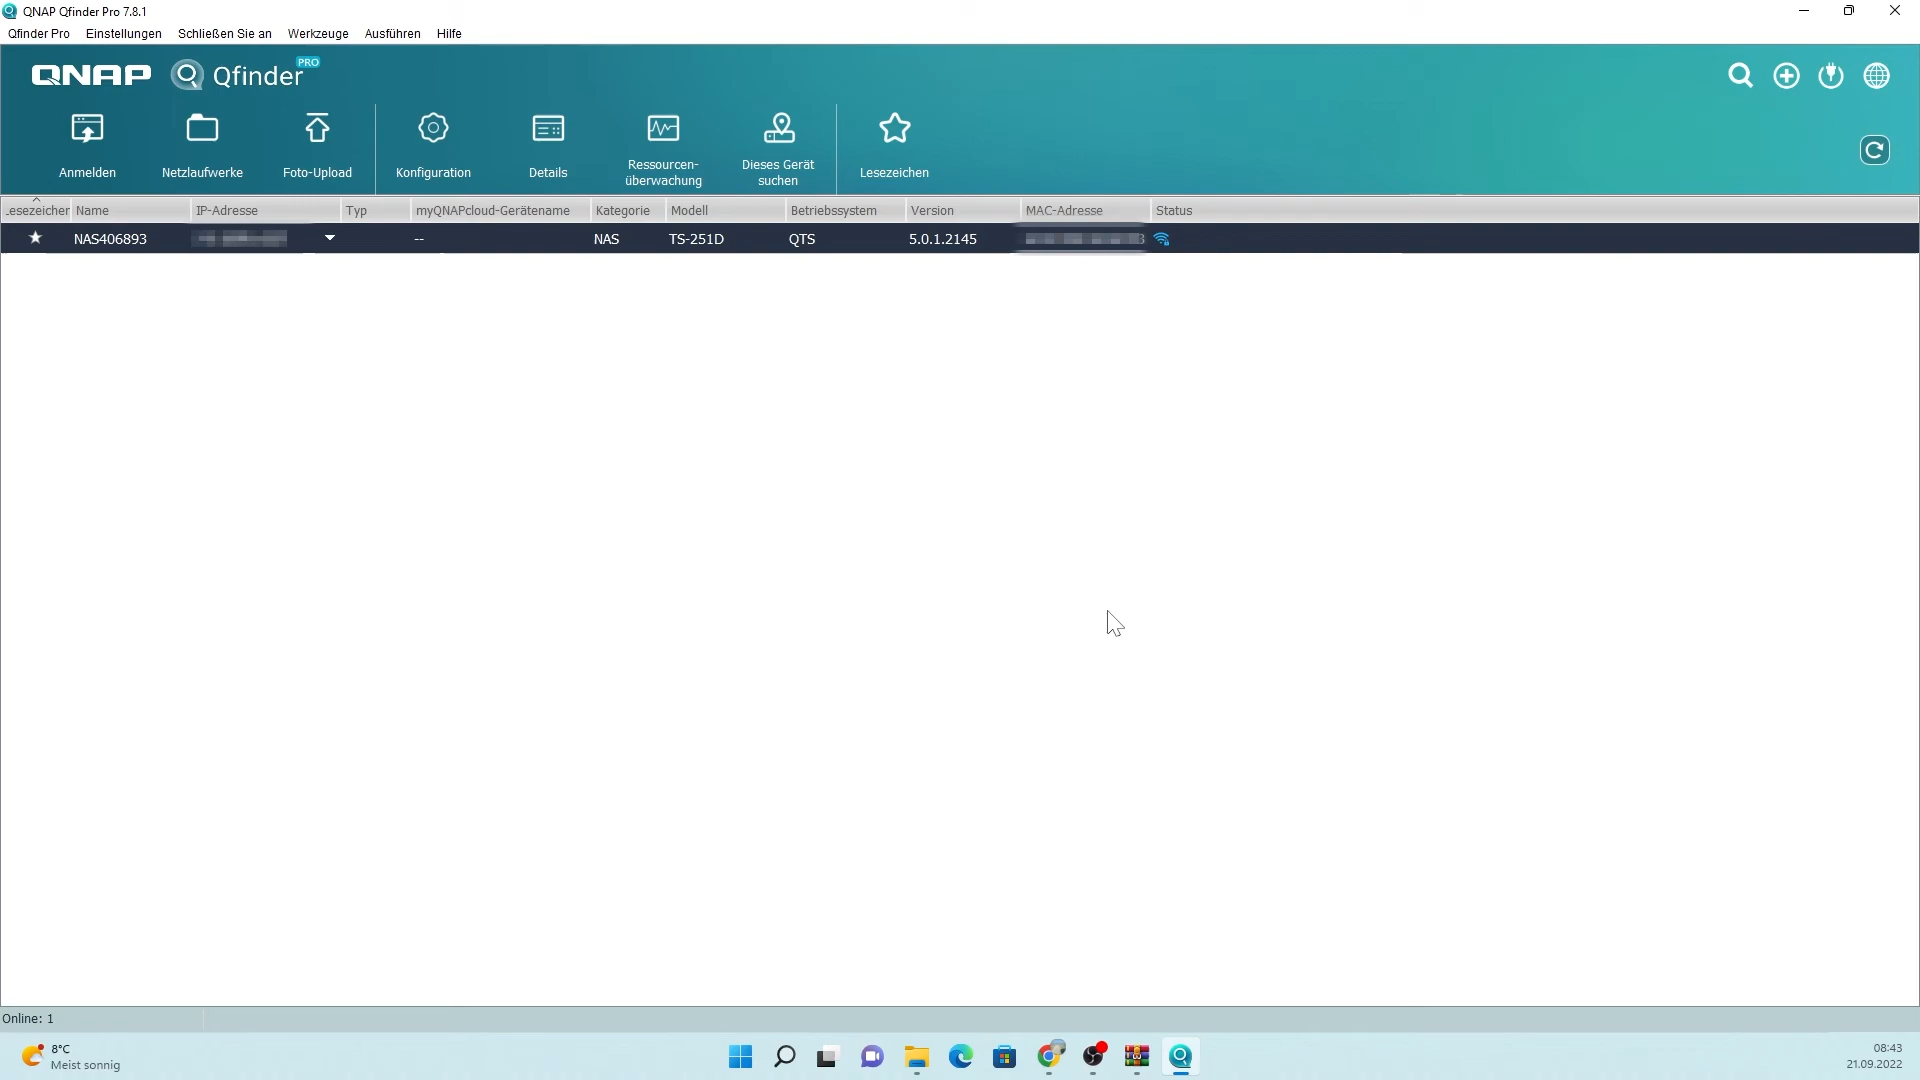 QNAP Qfinder Pro 7.8.1
Qfinder Pro Einstellungen Schließen Sie an Werkzeuge Ausführen Hilfe
QNAP Qfinder PRO
Anmelden Netzlaufwerke Foto-Upload Konfiguration Details Ressourcen-
überwachung Dieses Gerät
suchen Lesezeichen
Name IP-Adresse Typ myQNAPcloud-Gerätename Kategorie Modell Betriebssystem Version MAC-Adresse Status
NAS406893 -- NAS TS-251D QTS 5.0.1.2145
Online: 1
8°C
Meist sonnig
08:43
21.09.2022